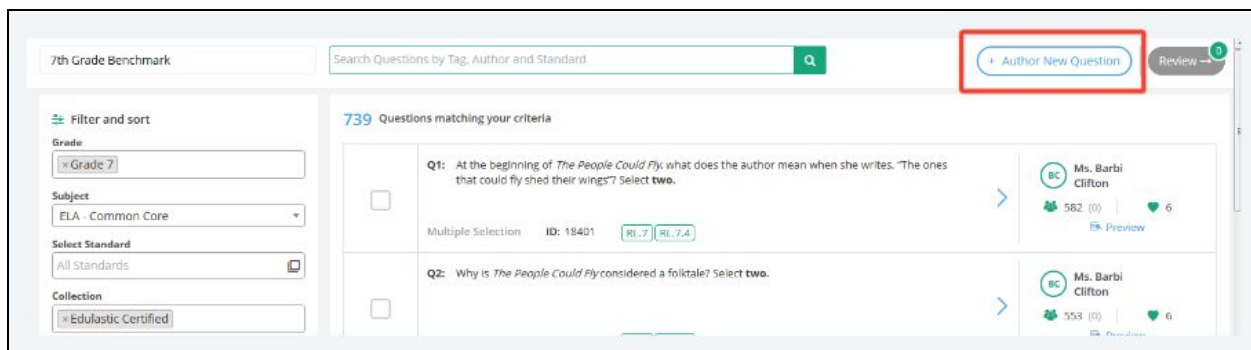 7th Grade Benchmark
Search Questions by Tag, Author and Standard
+ Author New Question
Review →
0
Filter and sort
Grade
× Grade 7
Subject
ELA - Common Core
Select Standard
All Standards
Collection
× Edulastic Certified
739 Questions matching your criteria
Q1: At the beginning of The People Could Fly, what does the author mean when she writes. "The ones
that could fly shed their wings"? Select two.
Multiple Selection ID: 18401 RL.7 RL.7.4
BC Ms. Barbi
Clifton
582 (0) 6
Preview
Q2: Why is The People Could Fly considered a folktale? Select two.
BC Ms. Barbi
Clifton
553 (0) 6
Preview